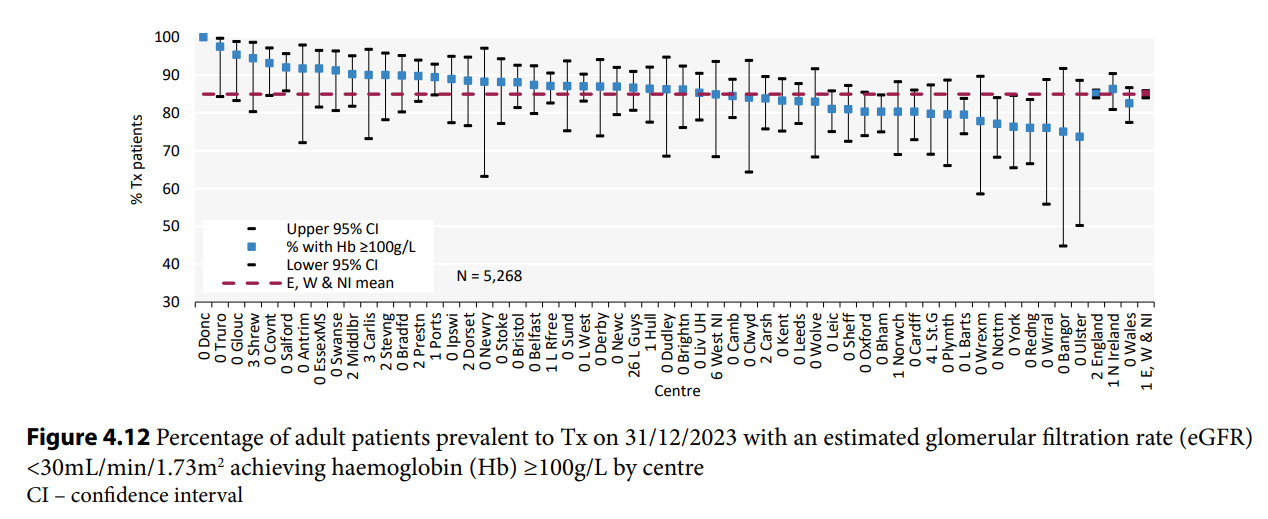 100
90
80
70
60
50
40
30
% Tx patients
Upper 95% CI
% with Hb ≥100g/L
Lower 95% CI
E, W & NI mean
N = 5,268
0 Donc
0 Truro
0 Glouc
3 Shrew
0 Covnt
0 Salford
0 Antrim
0 EssexMS
0 Swanse
2 Middlbr
3 Carlis
2 Stevng
0 Bradfd
2 Prestn
1 Ports
0 Ipswi
2 Dorset
0 Newry
0 Stoke
0 Bristol
0 Belfast
1 L Rfree
0 Sund
0 L West
0 Derby
0 Newc
26 L Guys
1 Hull
0 Dudley
0 Brightn
0 Liv UH
6 West NI
0 Camb
0 Clwyd
2 Carsh
0 Kent
0 Leeds
0 Wolve
0 Leic
0 Sheff
0 Oxford
0 Bham
1 Norwch
0 Cardff
4 L St.G
0 Plymth
0 L Barts
0 Wrexm
0 Nottm
0 York
0 Redng
0 Wirral
0 Bangor
0 Ulster
2 England
1 N Ireland
0 Wales
1 E, W & NI
Centre
Figure 4.12 Percentage of adult patients prevalent to Tx on 31/12/2023 with an estimated glomerular filtration rate (eGFR)
<30mL/min/1.73m² achieving haemoglobin (Hb) ≥100g/L by centre
CI – confidence interval